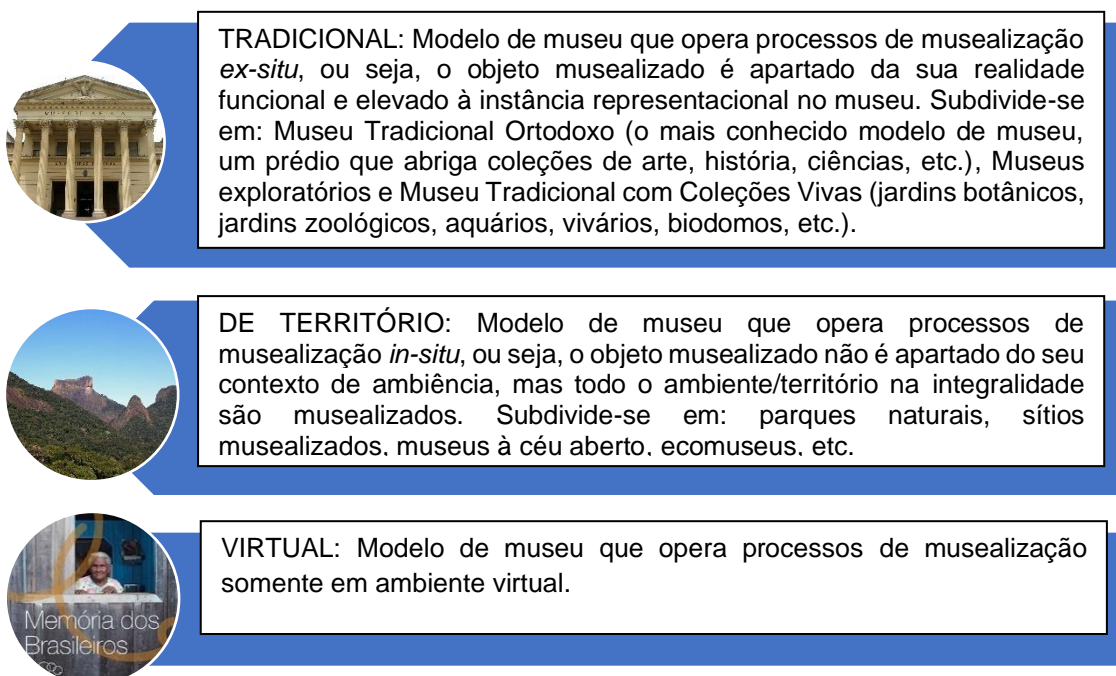 TRADICIONAL: Modelo de museu que opera processos de musealização
ex-situ, ou seja, o objeto musealizado é apartado da sua realidade
funcional e elevado à instância representacional no museu. Subdivide-se
em: Museu Tradicional Ortodoxo (o mais conhecido modelo de museu,
um prédio que abriga coleções de arte, história, ciências, etc.), Museus
exploratórios e Museu Tradicional com Coleções Vivas (jardins botânicos,
jardins zoológicos, aquários, vivários, biodomos, etc.).
DE TERRITÓRIO: Modelo de museu que opera processos de
musealização in-situ, ou seja, o objeto musealizado não é apartado do seu
contexto de ambiência, mas todo o ambiente/território na integralidade
são musealizados. Subdivide-se em: parques naturais, sítios
musealizados, museus à céu aberto, ecomuseus, etc.
VIRTUAL: Modelo de museu que opera processos de musealização
somente em ambiente virtual.
Memória dos
Brasileiros